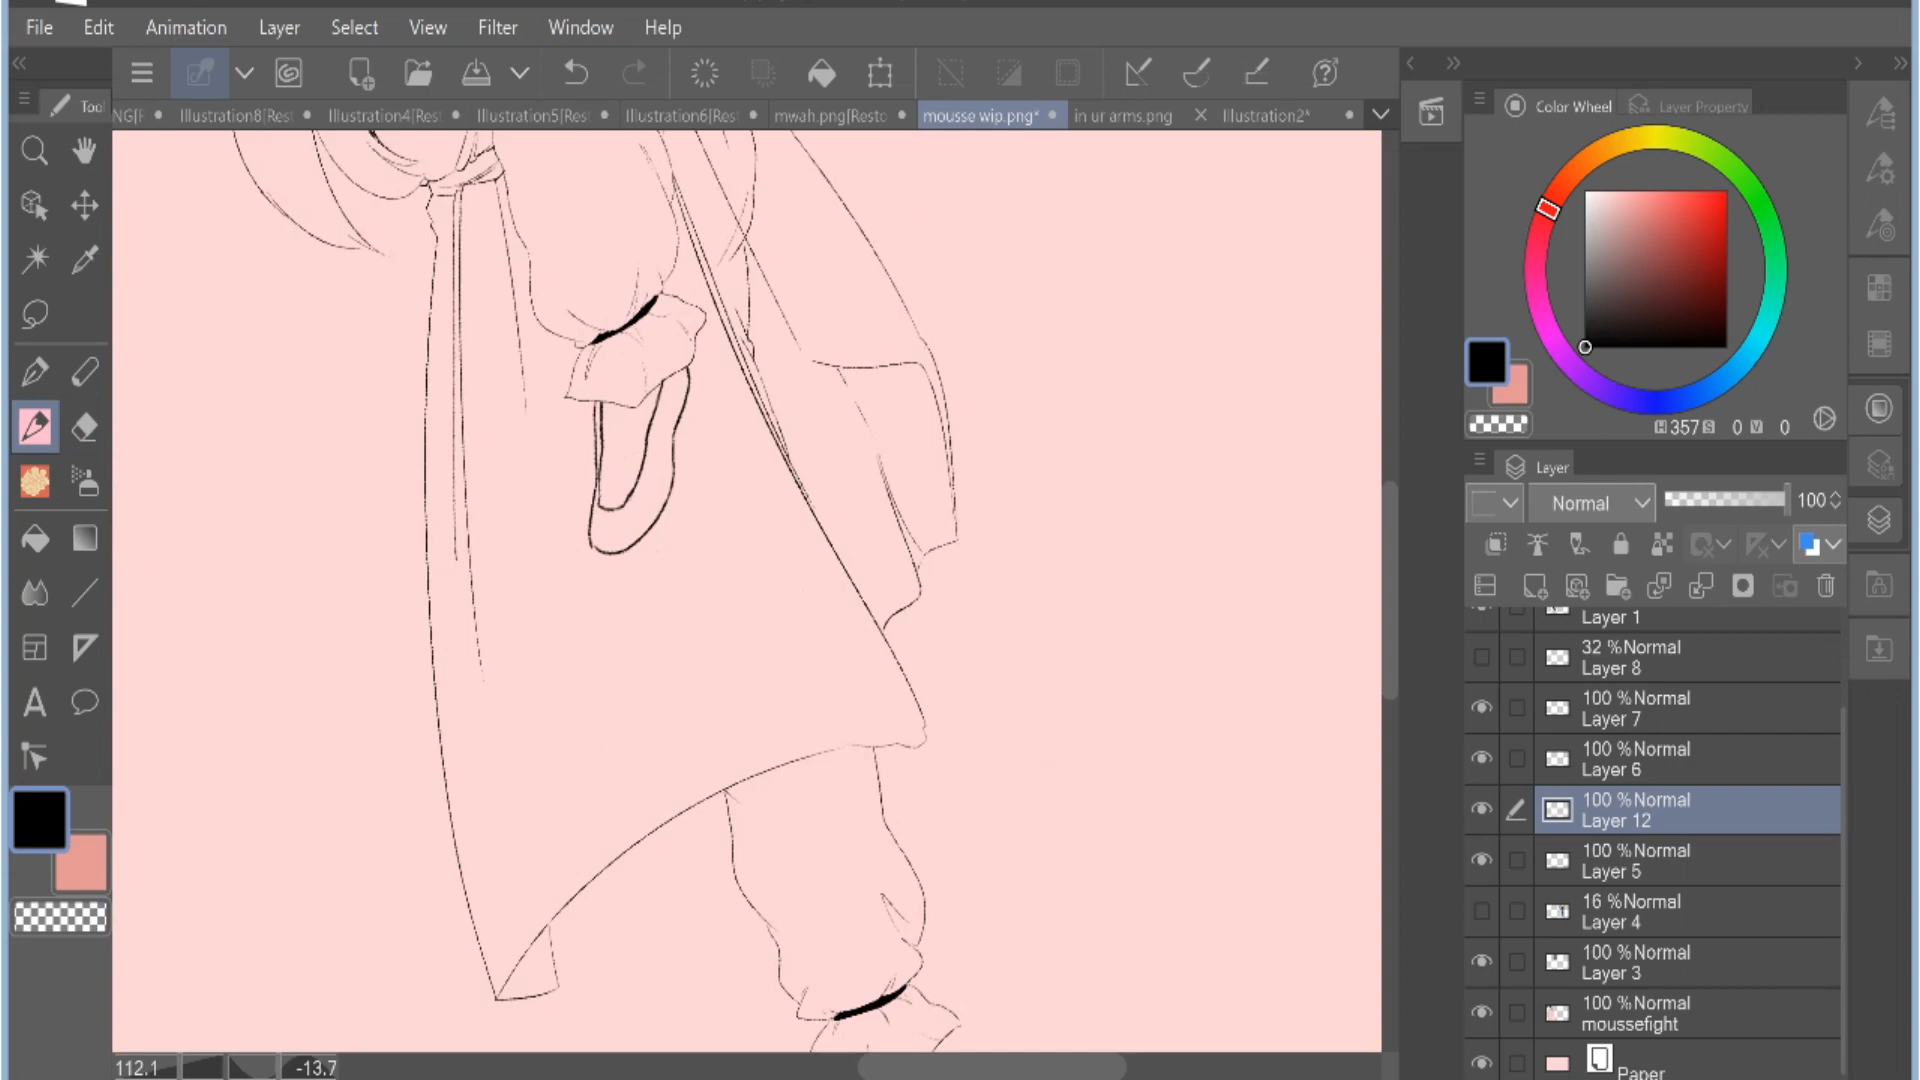 File Edit Animation Layer Select View Filter Window Help
Tool
NG[F Illustration8[Rest Illustration4[Rest Illustration5[Rest Illustration6[Rest mwah.png[Resto mousse wip.png* in ur arms.png Illustration2*
Color Wheel Layer Property
H 357 S 0 V 0
Layer
Normal 100
Layer 1
32 %Normal
Layer 8
100 %Normal
Layer 7
100 %Normal
Layer 6
100 %Normal
Layer 12
100 %Normal
Layer 5
16 %Normal
Layer 4
100 %Normal
Layer 3
100 %Normal
moussefight
Paper
112.1 -13.7